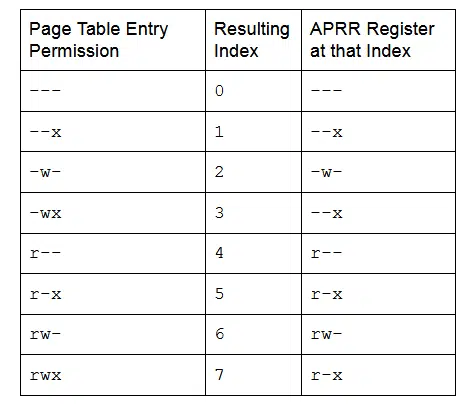 Page Table Entry Resulting APRR Register
Permission Index at that Index
--- 0 ---
--x 1 --x
-w- 2 -w-
-wx 3 --x
r-- 4 r--
r-x 5 r-x
rw- 6 rw-
rwx 7 r-x